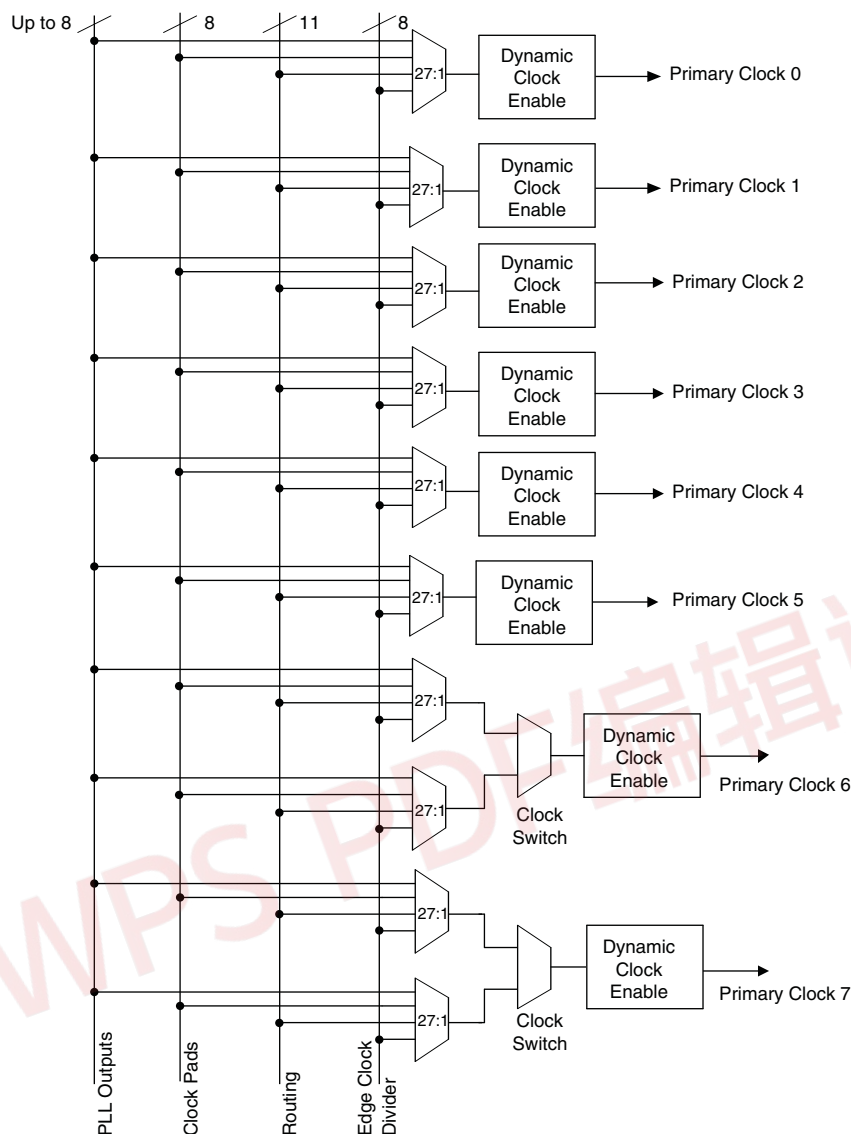 Up to 8
8
11
8
27:1
Dynamic
Clock
Enable
Primary Clock 0
27:1
Dynamic
Clock
Enable
Primary Clock 1
27:1
Dynamic
Clock
Enable
Primary Clock 2
27:1
Dynamic
Clock
Enable
Primary Clock 3
27:1
Dynamic
Clock
Enable
Primary Clock 4
27:1
Dynamic
Clock
Enable
Primary Clock 5
27:1
27:1
Clock
Switch
Dynamic
Clock
Enable
Primary Clock 6
27:1
27:1
Clock
Switch
Dynamic
Clock
Enable
Primary Clock 7
PLL Outputs
Clock Pads
Routing
Edge Clock
Divider
WPS PDF编辑